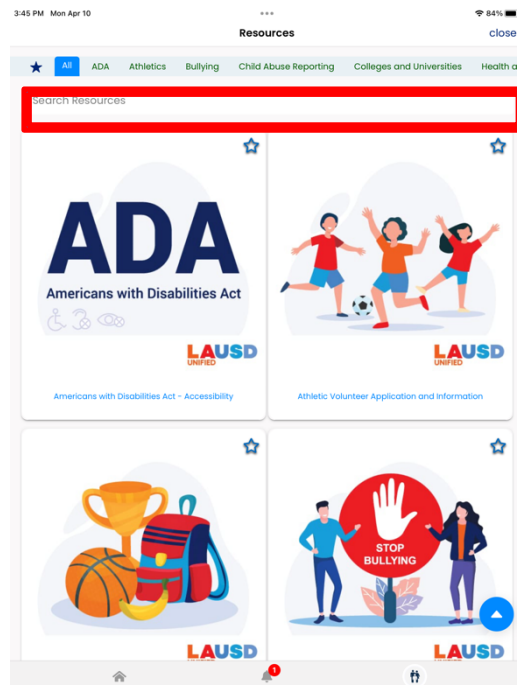 3:45 PM Mon Apr 10
84%
Resources
close
All ADA Athletics Bullying Child Abuse Reporting Colleges and Universities Health a
Search Resources
ADA
Americans with Disabilities Act
LAUSD
UNIFIED
Americans with Disabilities Act - Accessibility
LAUSD
UNIFIED
Athletic Volunteer Application and Information
LAUSD
STOP
BULLYING
LAUSD
1